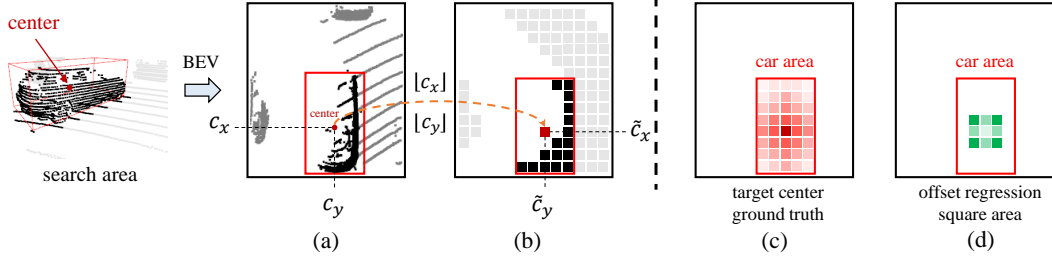 center
search area
BEV
center
c_x
c_y
(a)
⌊c_x⌋
⌊c_y⌋
c̃_x
c̃_y
(b)
car area
target center
ground truth
(c)
car area
offset regression
square area
(d)